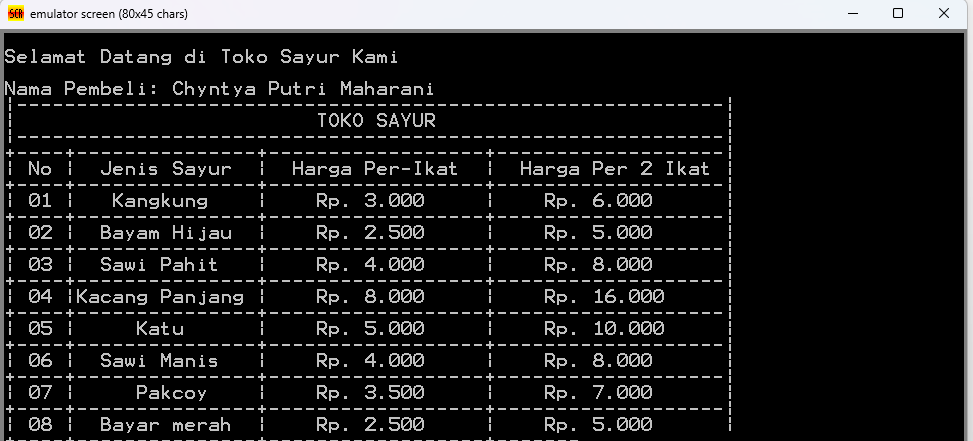 SCR emulator screen (80x45 chars)
Selamat Datang di Toko Sayur Kami
Nama Pembeli: Chyntya Putri Maharani
¦-----------------------------------------------------------¦
¦                         TOKO SAYUR                        ¦
¦-----------------------------------------------------------¦
+----+---------------+------------------+-------------------¦
¦ No ¦  Jenis Sayur  ¦  Harga Per-Ikat  ¦  Harga Per 2 Ikat ¦
+----+---------------+------------------+-------------------¦
¦ 01 ¦   Kangkung    ¦    Rp. 3.000     ¦    Rp. 6.000      ¦
+----+---------------+------------------+-------------------¦
¦ 02 ¦  Bayam Hijau  ¦    Rp. 2.500     ¦    Rp. 5.000      ¦
+----+---------------+------------------+-------------------¦
¦ 03 ¦  Sawi Pahit   ¦    Rp. 4.000     ¦    Rp. 8.000      ¦
+----+---------------+------------------+-------------------¦
¦ 04 ¦Kacang Panjang ¦    Rp. 8.000     ¦    Rp. 16.000     ¦
+----+---------------+------------------+-------------------¦
¦ 05 ¦     Katu      ¦    Rp. 5.000     ¦    Rp. 10.000     ¦
+----+---------------+------------------+-------------------¦
¦ 06 ¦  Sawi Manis   ¦    Rp. 4.000     ¦    Rp. 8.000      ¦
+----+---------------+------------------+-------------------¦
¦ 07 ¦     Pakcoy    ¦    Rp. 3.500     ¦    Rp. 7.000      ¦
+----+---------------+------------------+-------------------¦
¦ 08 ¦  Bayar merah  ¦    Rp. 2.500     ¦    Rp. 5.000      ¦